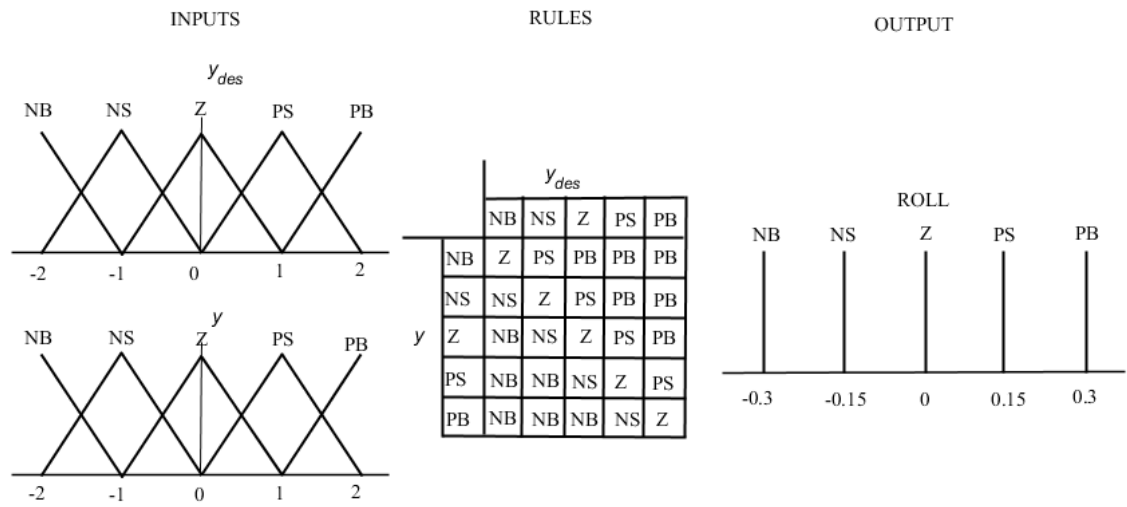 INPUTS
RULES
OUTPUT
y des
NB NS Z PS PB
-2 -1 0 1 2
y
NB NS Z PS PB
-2 -1 0 1 2
y des
NB NS Z PS PB
NB Z PS PB PB PB
NS NS Z PS PB PB
y Z NB NS Z PS PB
PS NB NB NS Z PS
PB NB NB NB NS Z
ROLL
NB NS Z PS PB
-0.3 -0.15 0 0.15 0.3